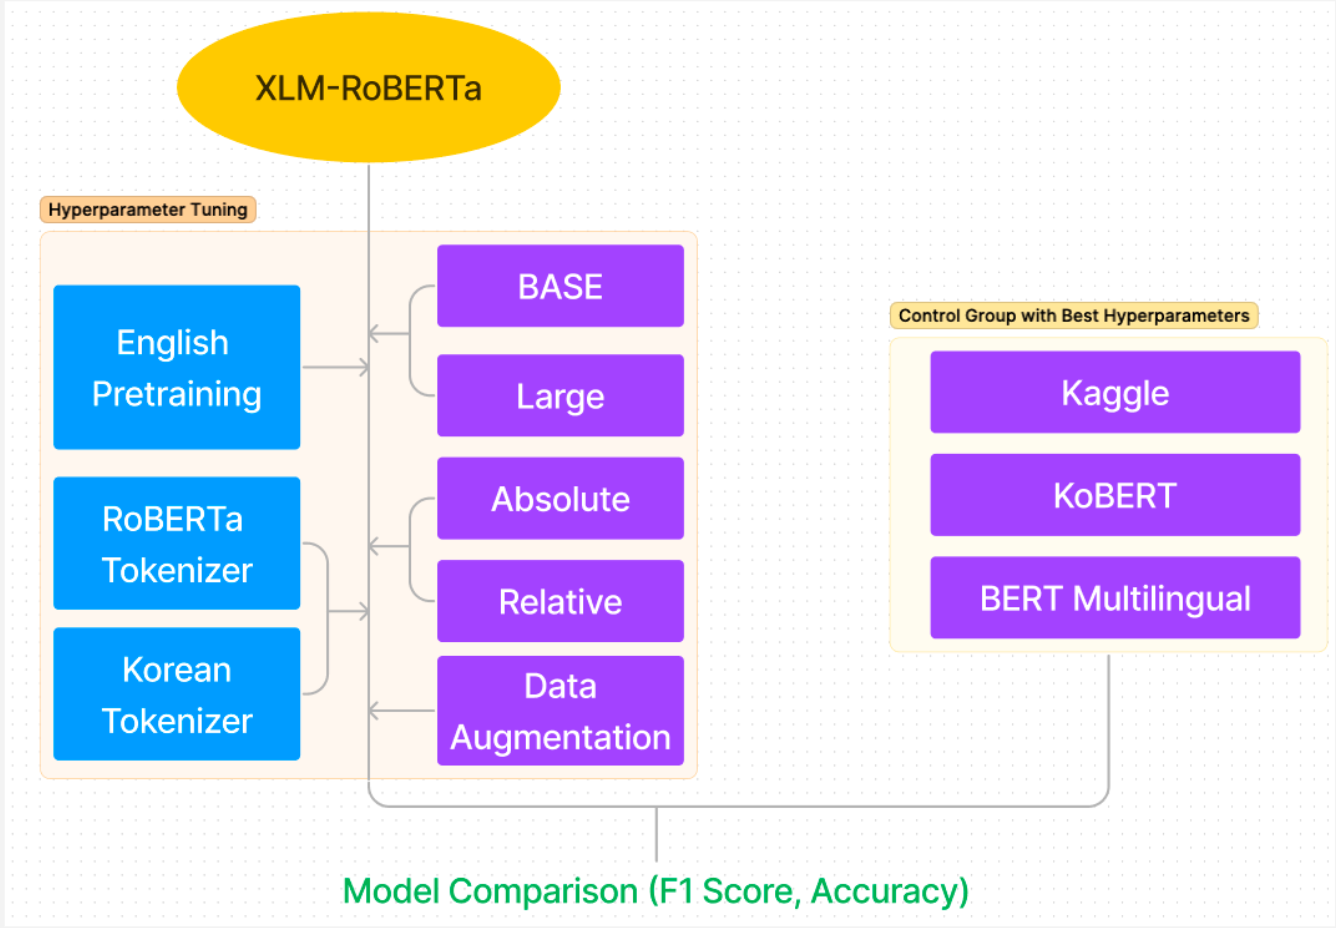 XLM-RoBERTa
Hyperparameter Tuning
English
Pretraining
RoBERTa
Tokenizer
Korean
Tokenizer
BASE
Large
Absolute
Relative
Data
Augmentation
Control Group with Best Hyperparameters
Kaggle
KoBERT
BERT Multilingual
Model Comparison (F1 Score, Accuracy)